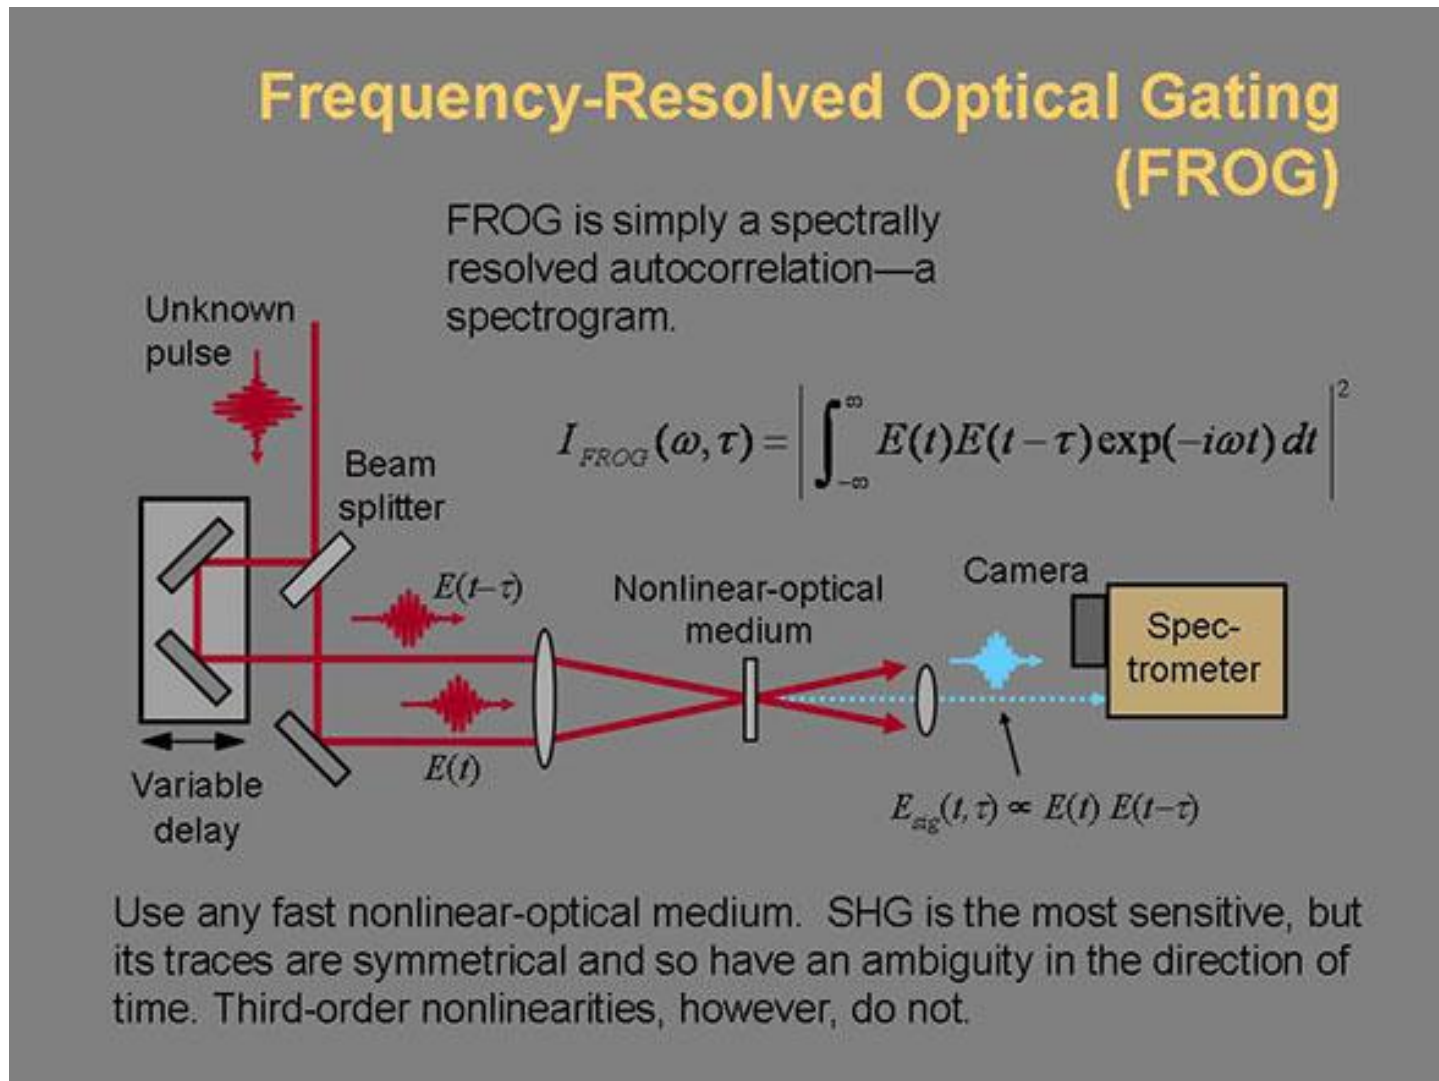 Frequency-Resolved Optical Gating
(FROG)
FROG is simply a spectrally
resolved autocorrelation—a
spectrogram.
Unknown
pulse
I_FROG(ω, τ) = |∫_{-∞}^{∞} E(t)E(t − τ) exp(−iωt) dt|²
Beam
splitter
E(t−τ)
Nonlinear-optical
medium
Camera
Spec-
trometer
E(t)
Variable
delay
E_sig(t,τ) ∝ E(t) E(t−τ)
Use any fast nonlinear-optical medium.  SHG is the most sensitive, but
its traces are symmetrical and so have an ambiguity in the direction of
time. Third-order nonlinearities, however, do not.